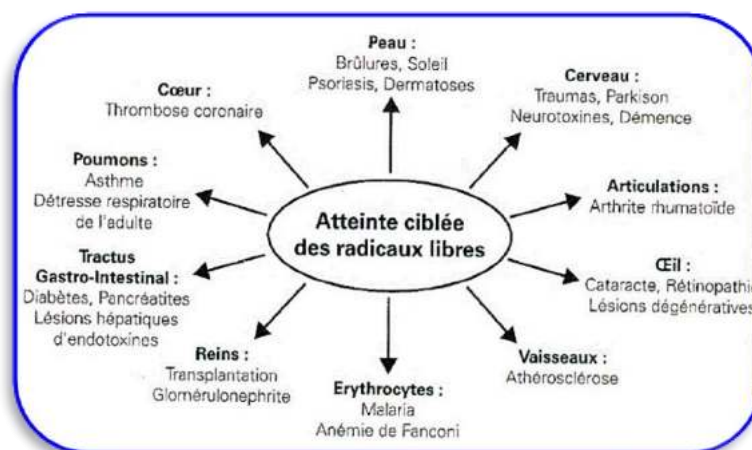 Peau :
Brûlures, Soleil
Psoriasis, Dermatoses
Cerveau :
Traumas, Parkison
Neurotoxines, Démence
Cœur :
Thrombose coronaire
Poumons :
Asthme
Détresse respiratoire
de l'adulte
Articulations :
Arthrite rhumatoïde
Atteinte ciblée
des radicaux libres
Tractus
Gastro-Intestinal :
Diabètes, Pancréatites
Lésions hépatiques
d'endotoxines
Œil :
Cataracte, Rétinopathie
Lésions dégénératives
Reins :
Transplantation
Glomérulonephrite
Erythrocytes :
Malaria
Anémie de Fanconi
Vaisseaux :
Athérosclérose